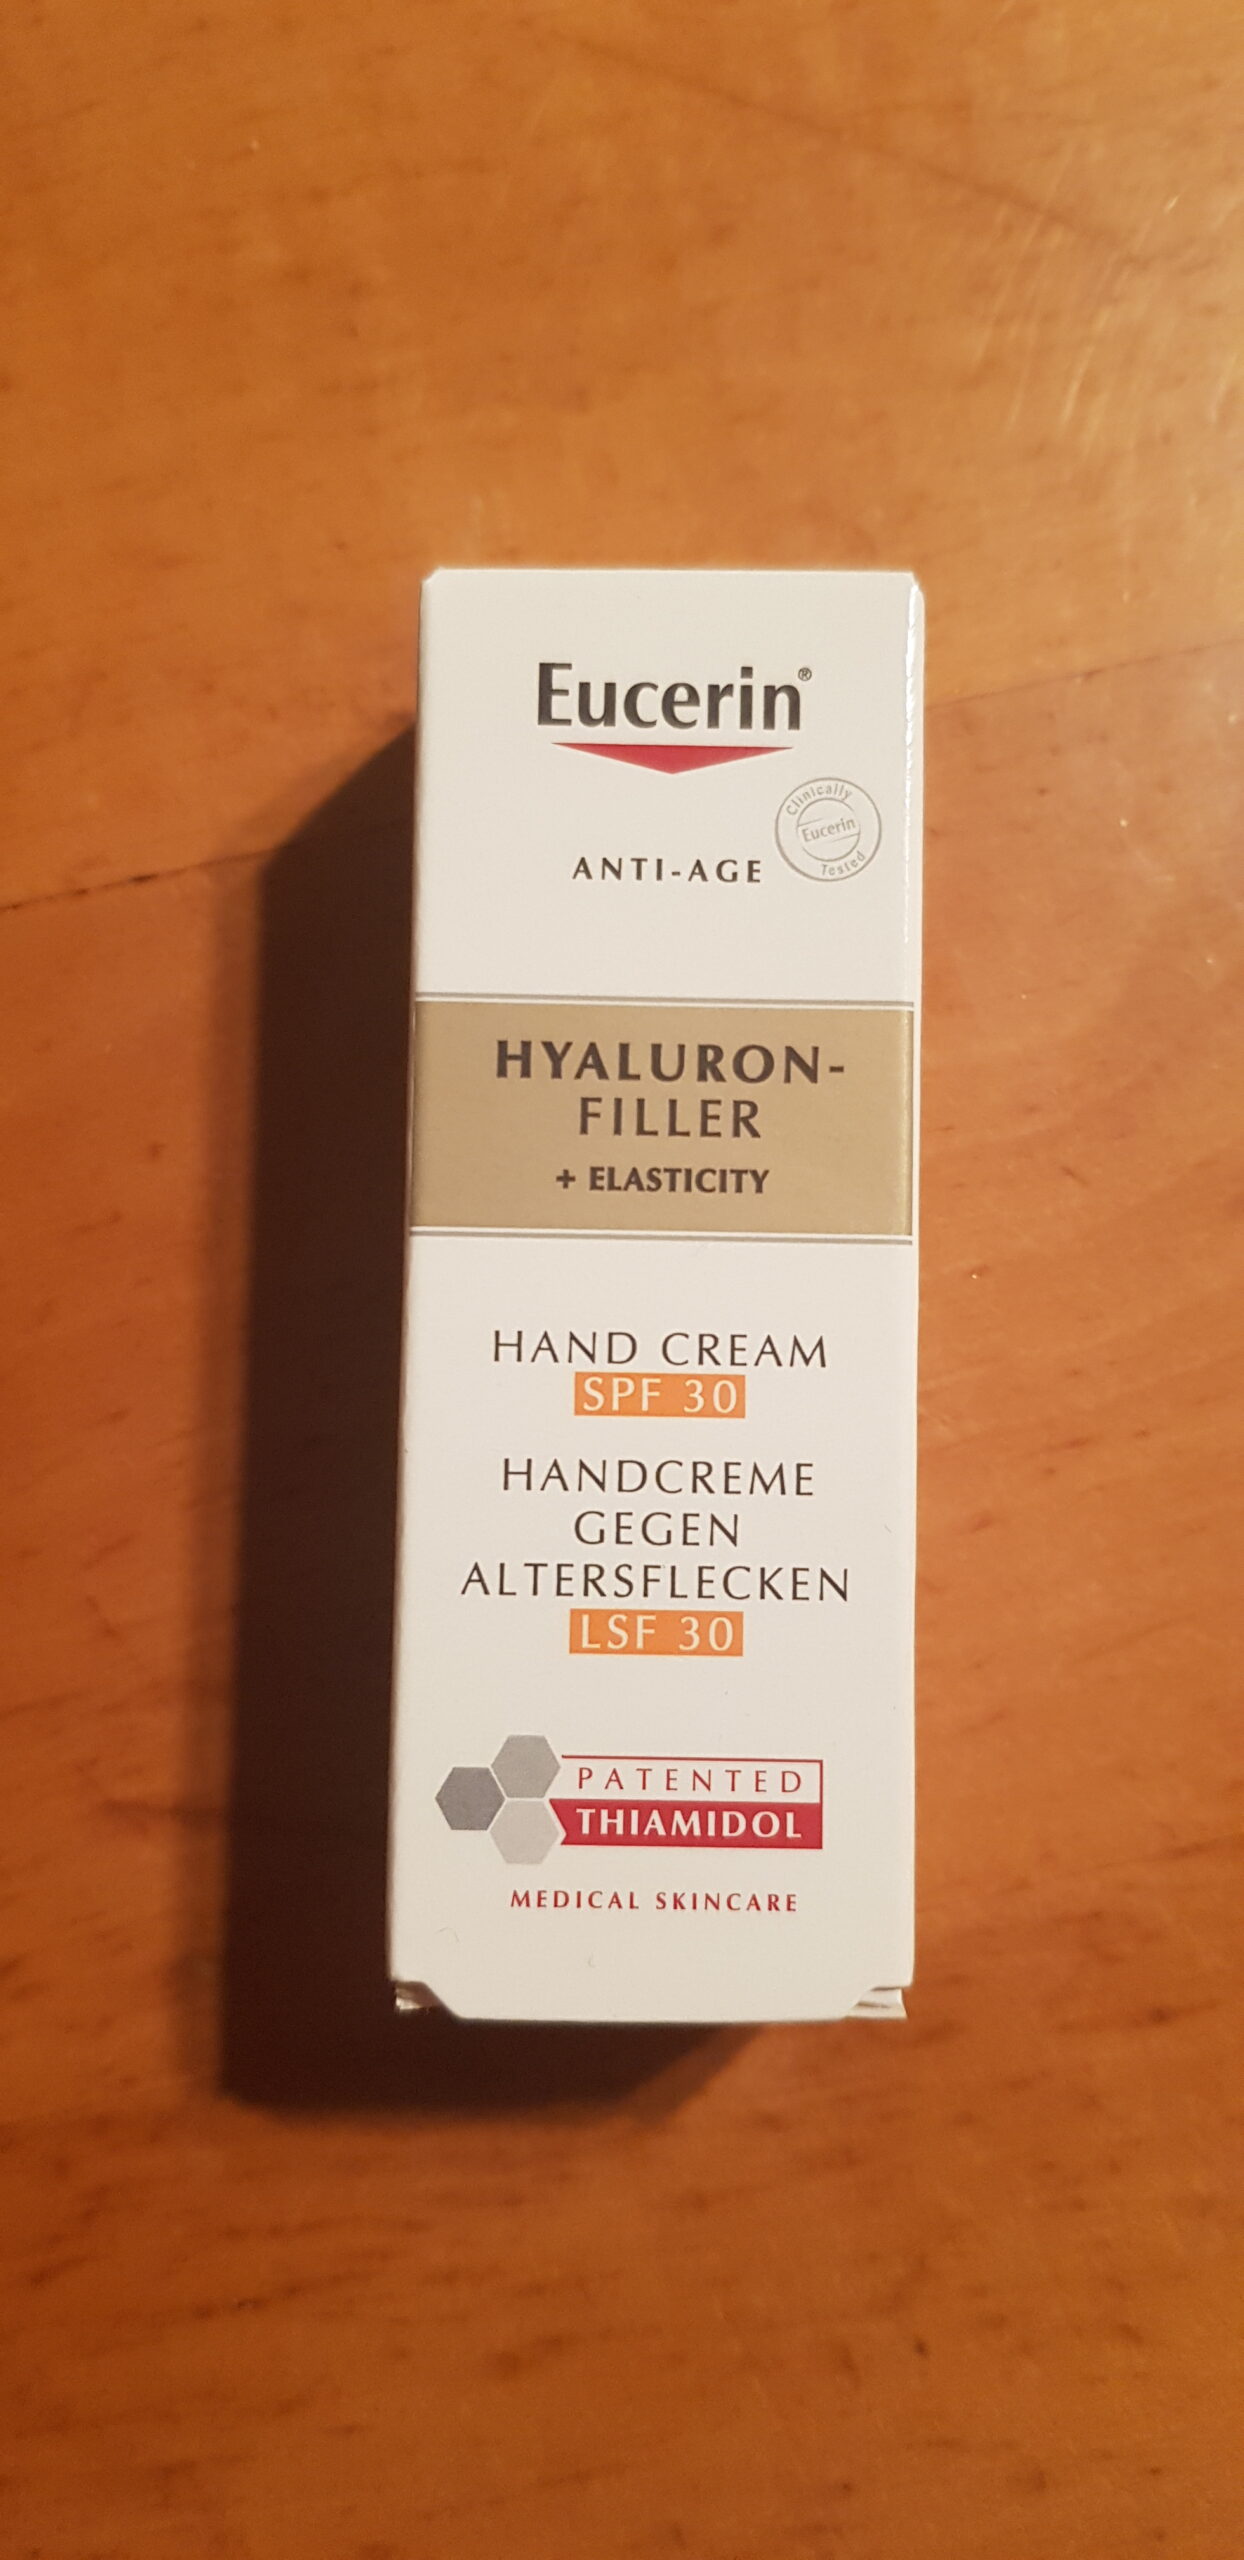 Eucerin®
Clinically
Eucerin
Tested
ANTI-AGE
HYALURON-
FILLER
+ ELASTICITY
HAND CREAM
SPF 30
HANDCREME
GEGEN
ALTERSFLECKEN
LSF 30
PATENTED
THIAMIDOL
MEDICAL SKINCARE